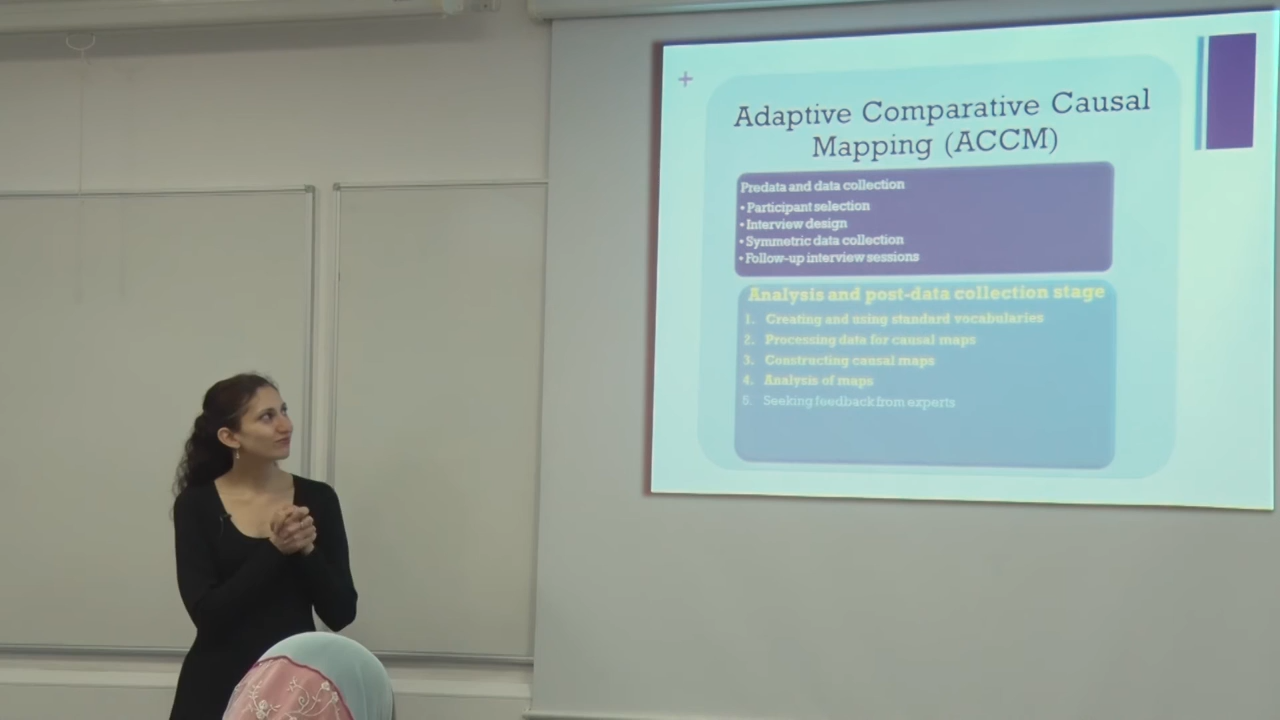 Adaptive Comparative Causal
Mapping (ACCM)
Predata and data collection
• Participant selection
• Interview design
• Symmetric data collection
• Follow-up interview sessions
Analysis and post-data collection stage
1. Creating and using standard vocabularies
2. Processing data for causal maps
3. Constructing causal maps
4. Analysis of maps
5. Seeking feedback from experts